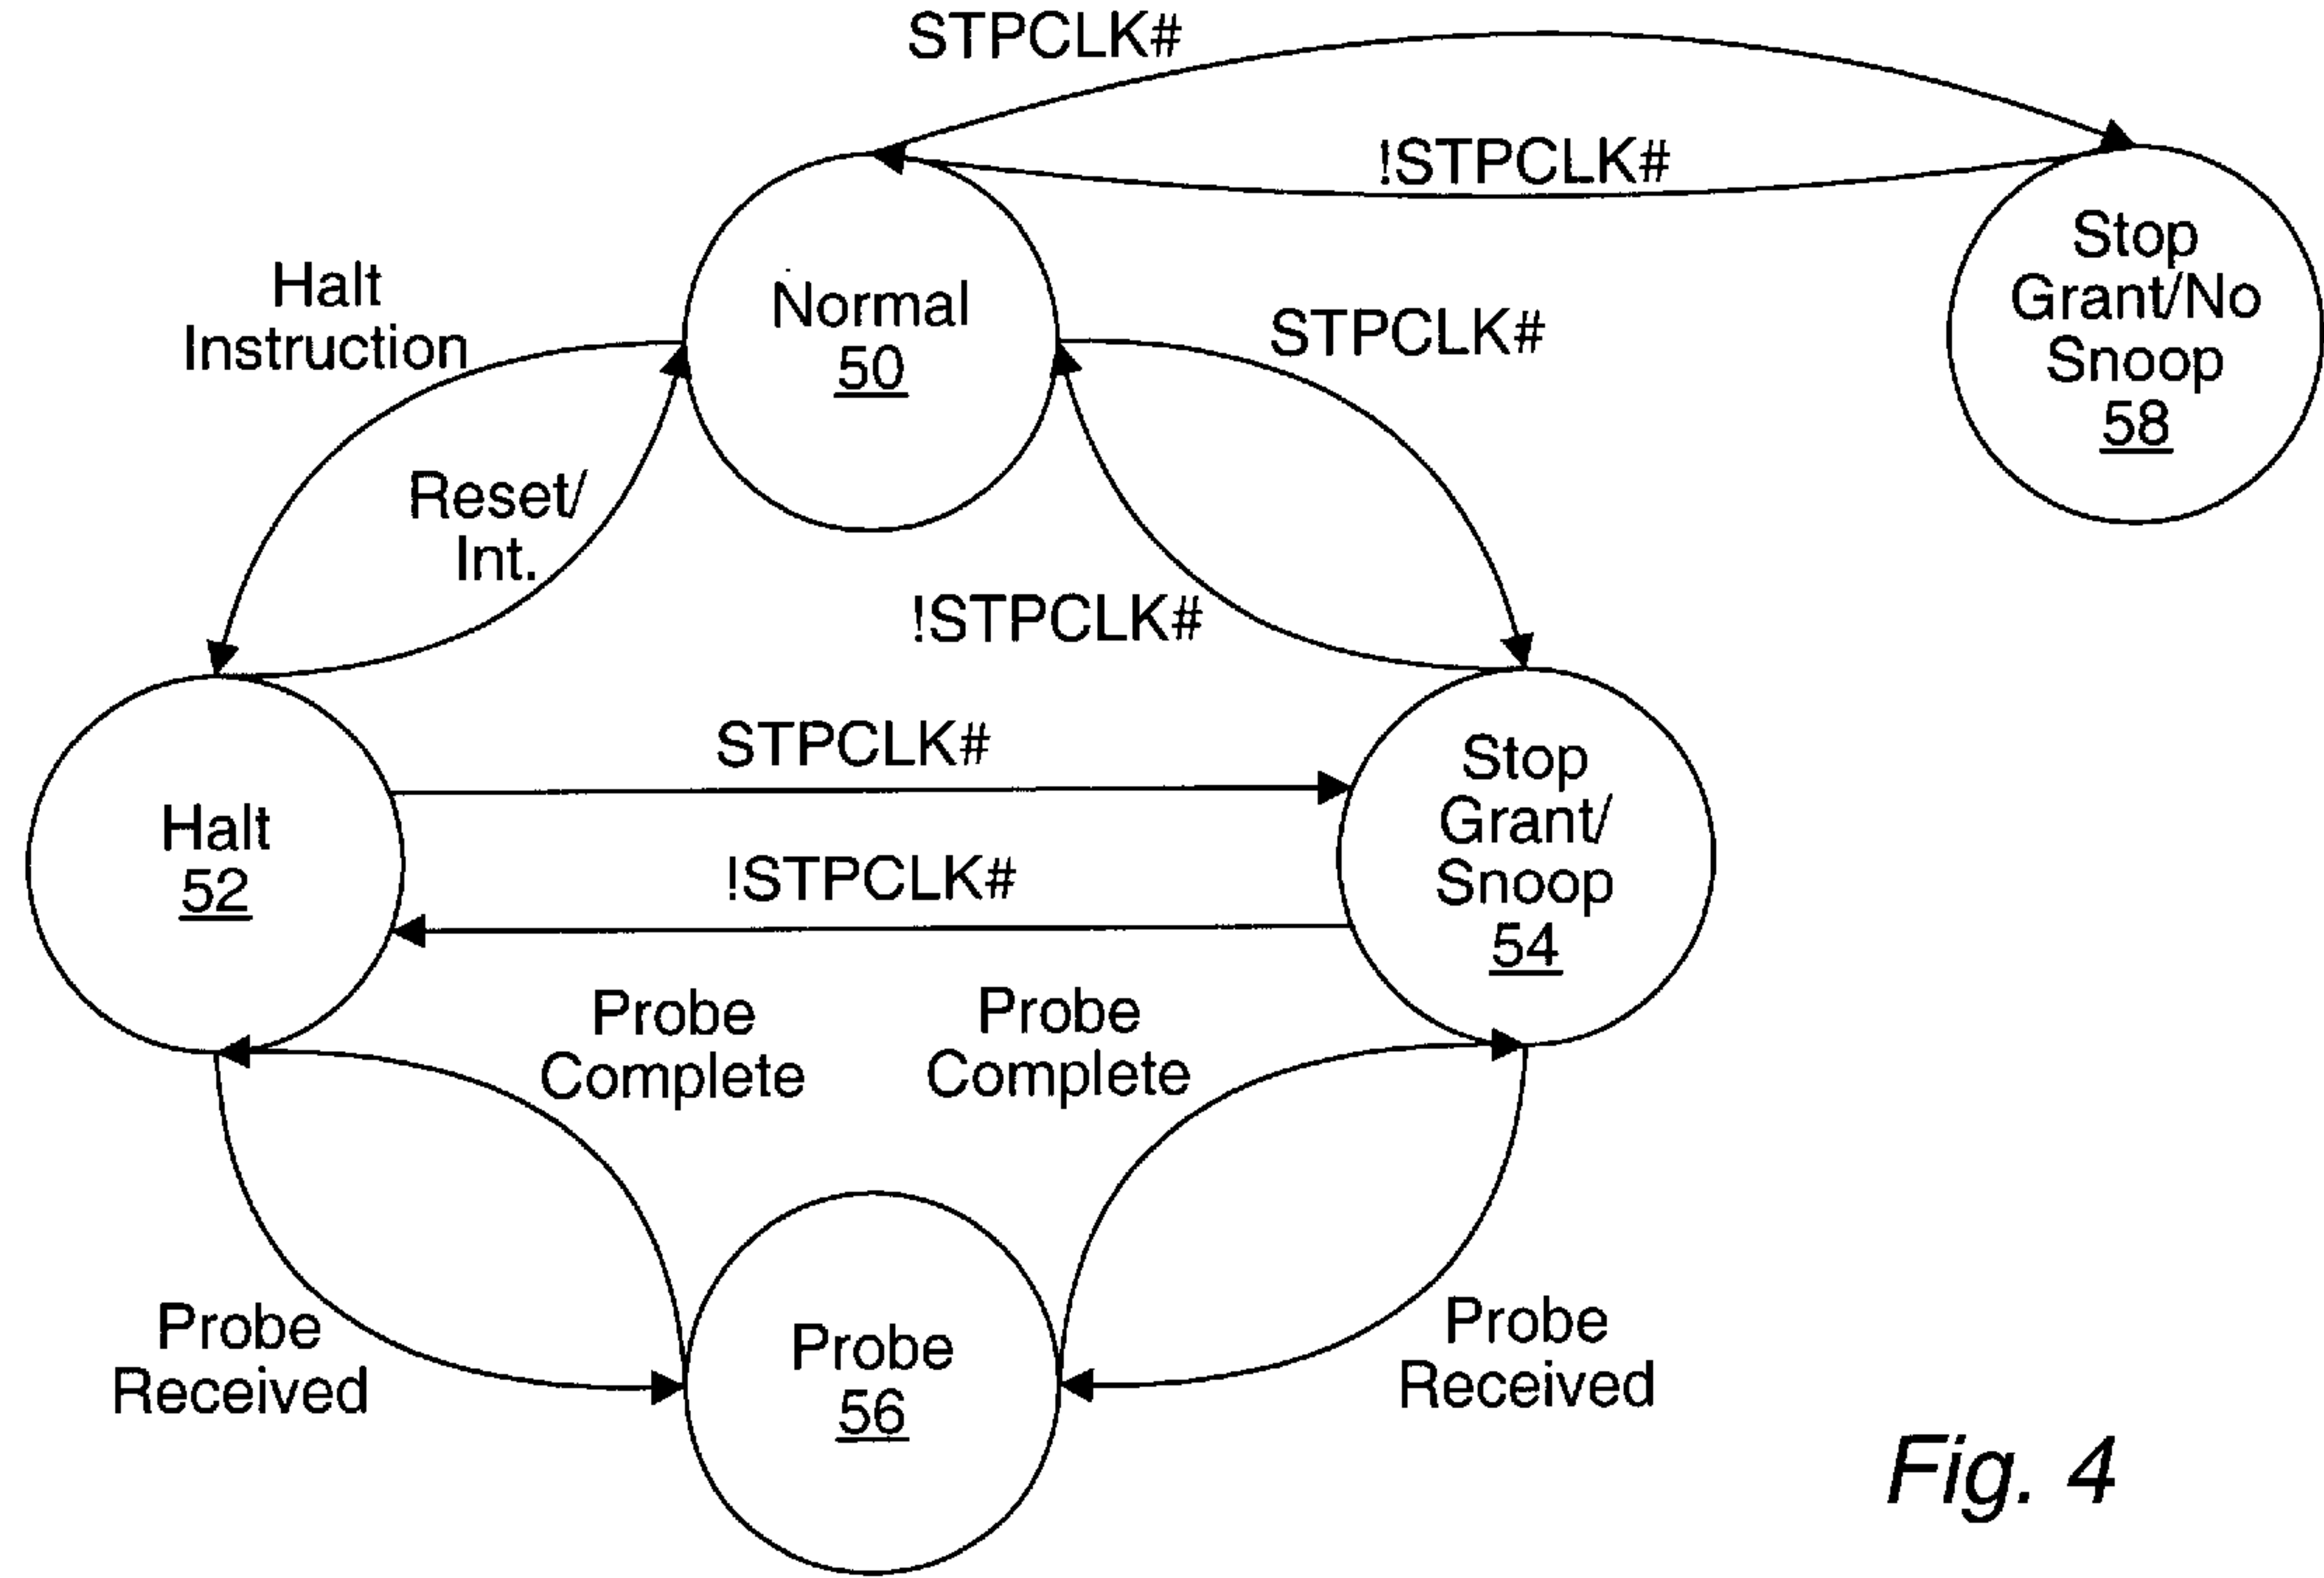 STPCLK#
!STPCLK#
Stop
Grant/No
Snoop
58
Normal
50
Halt
Instruction
STPCLK#
Reset/
Int.
!STPCLK#
STPCLK#
Halt
52
Stop
Grant/
Snoop
54
!STPCLK#
Probe
Complete
Probe
Complete
Probe
Received
Probe
56
Probe
Received
Fig. 4